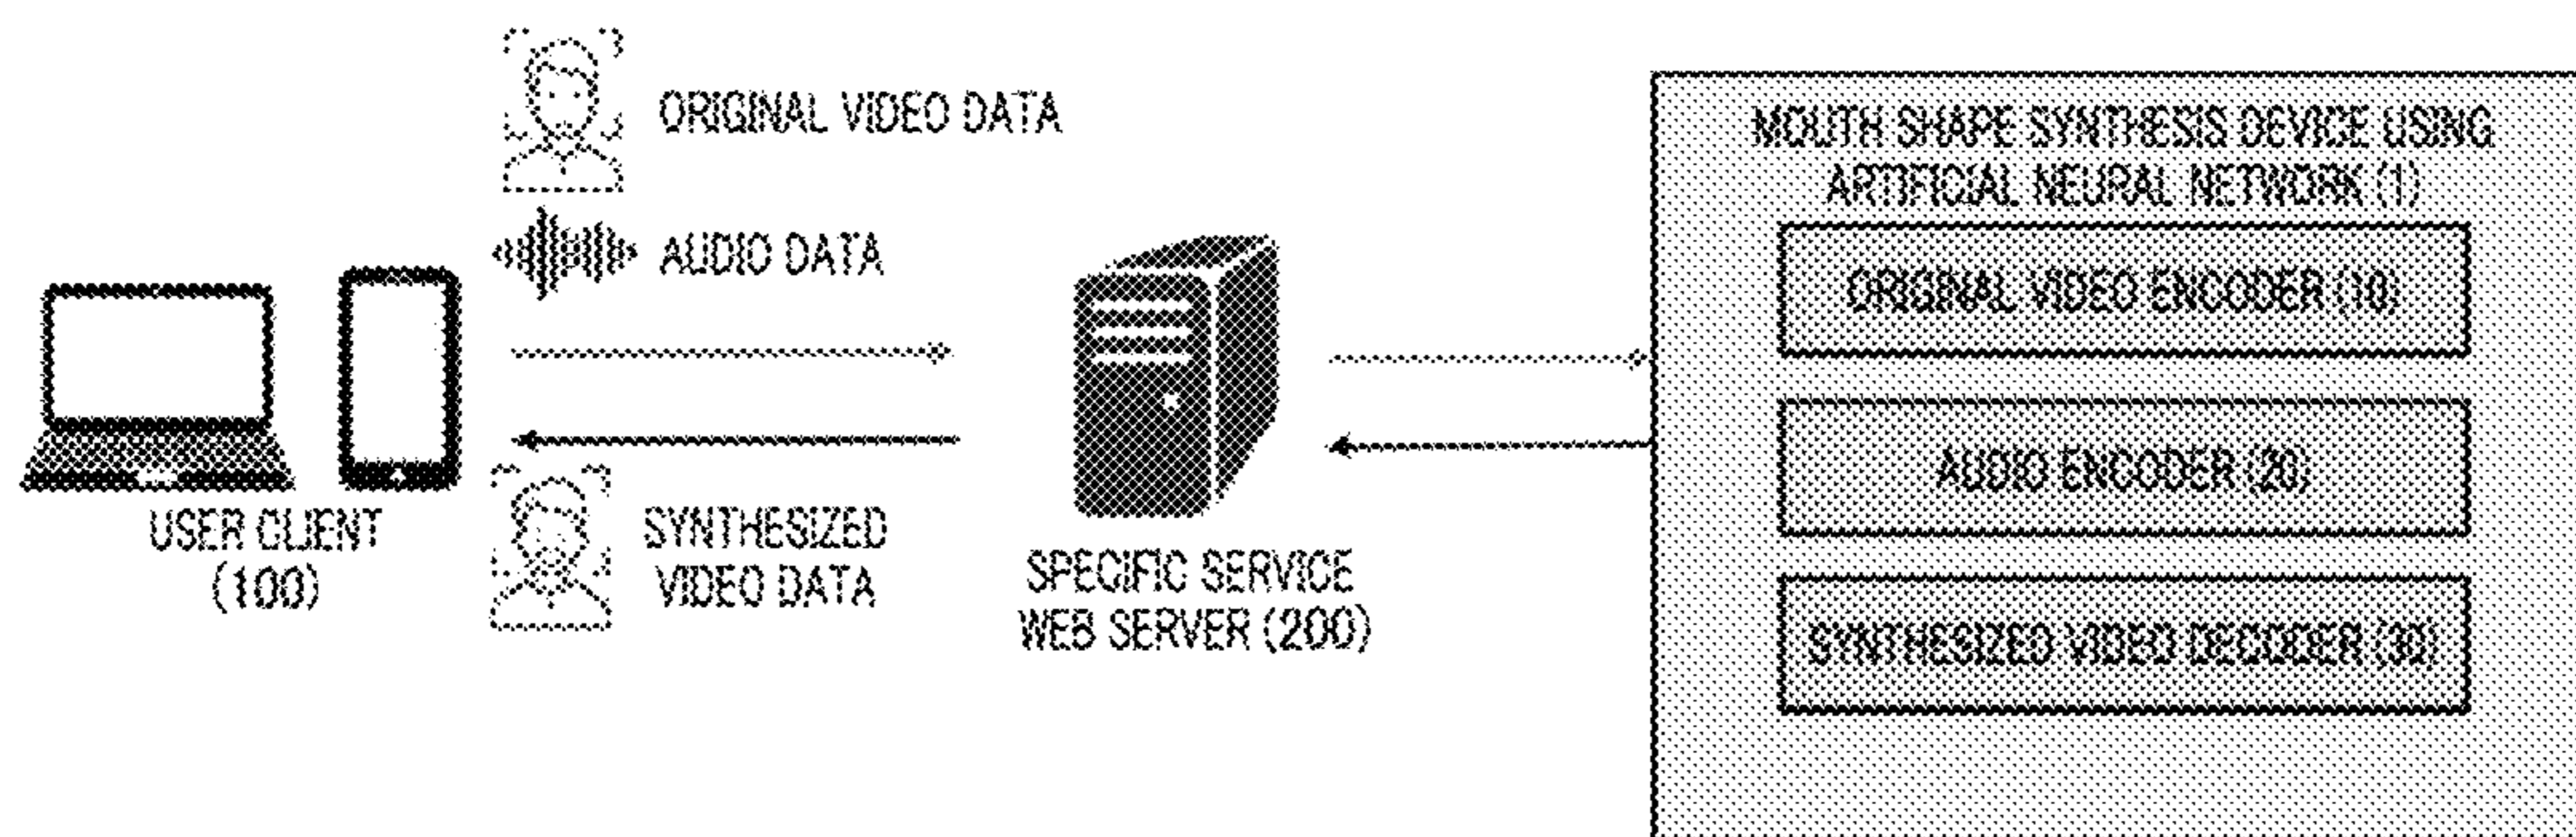 ORIGINAL VIDEO DATA
AUDIO DATA
USER CLIENT
(100)
SYNTHESIZED
VIDEO DATA
SPECIFIC SERVICE
WEB SERVER (200)
MOUTH SHAPE SYNTHESIS DEVICE USING
ARTIFICIAL NEURAL NETWORK (1)
ORIGINAL VIDEO ENCODER (10)
AUDIO ENCODER (20)
SYNTHESIZED VIDEO DECODER (30)